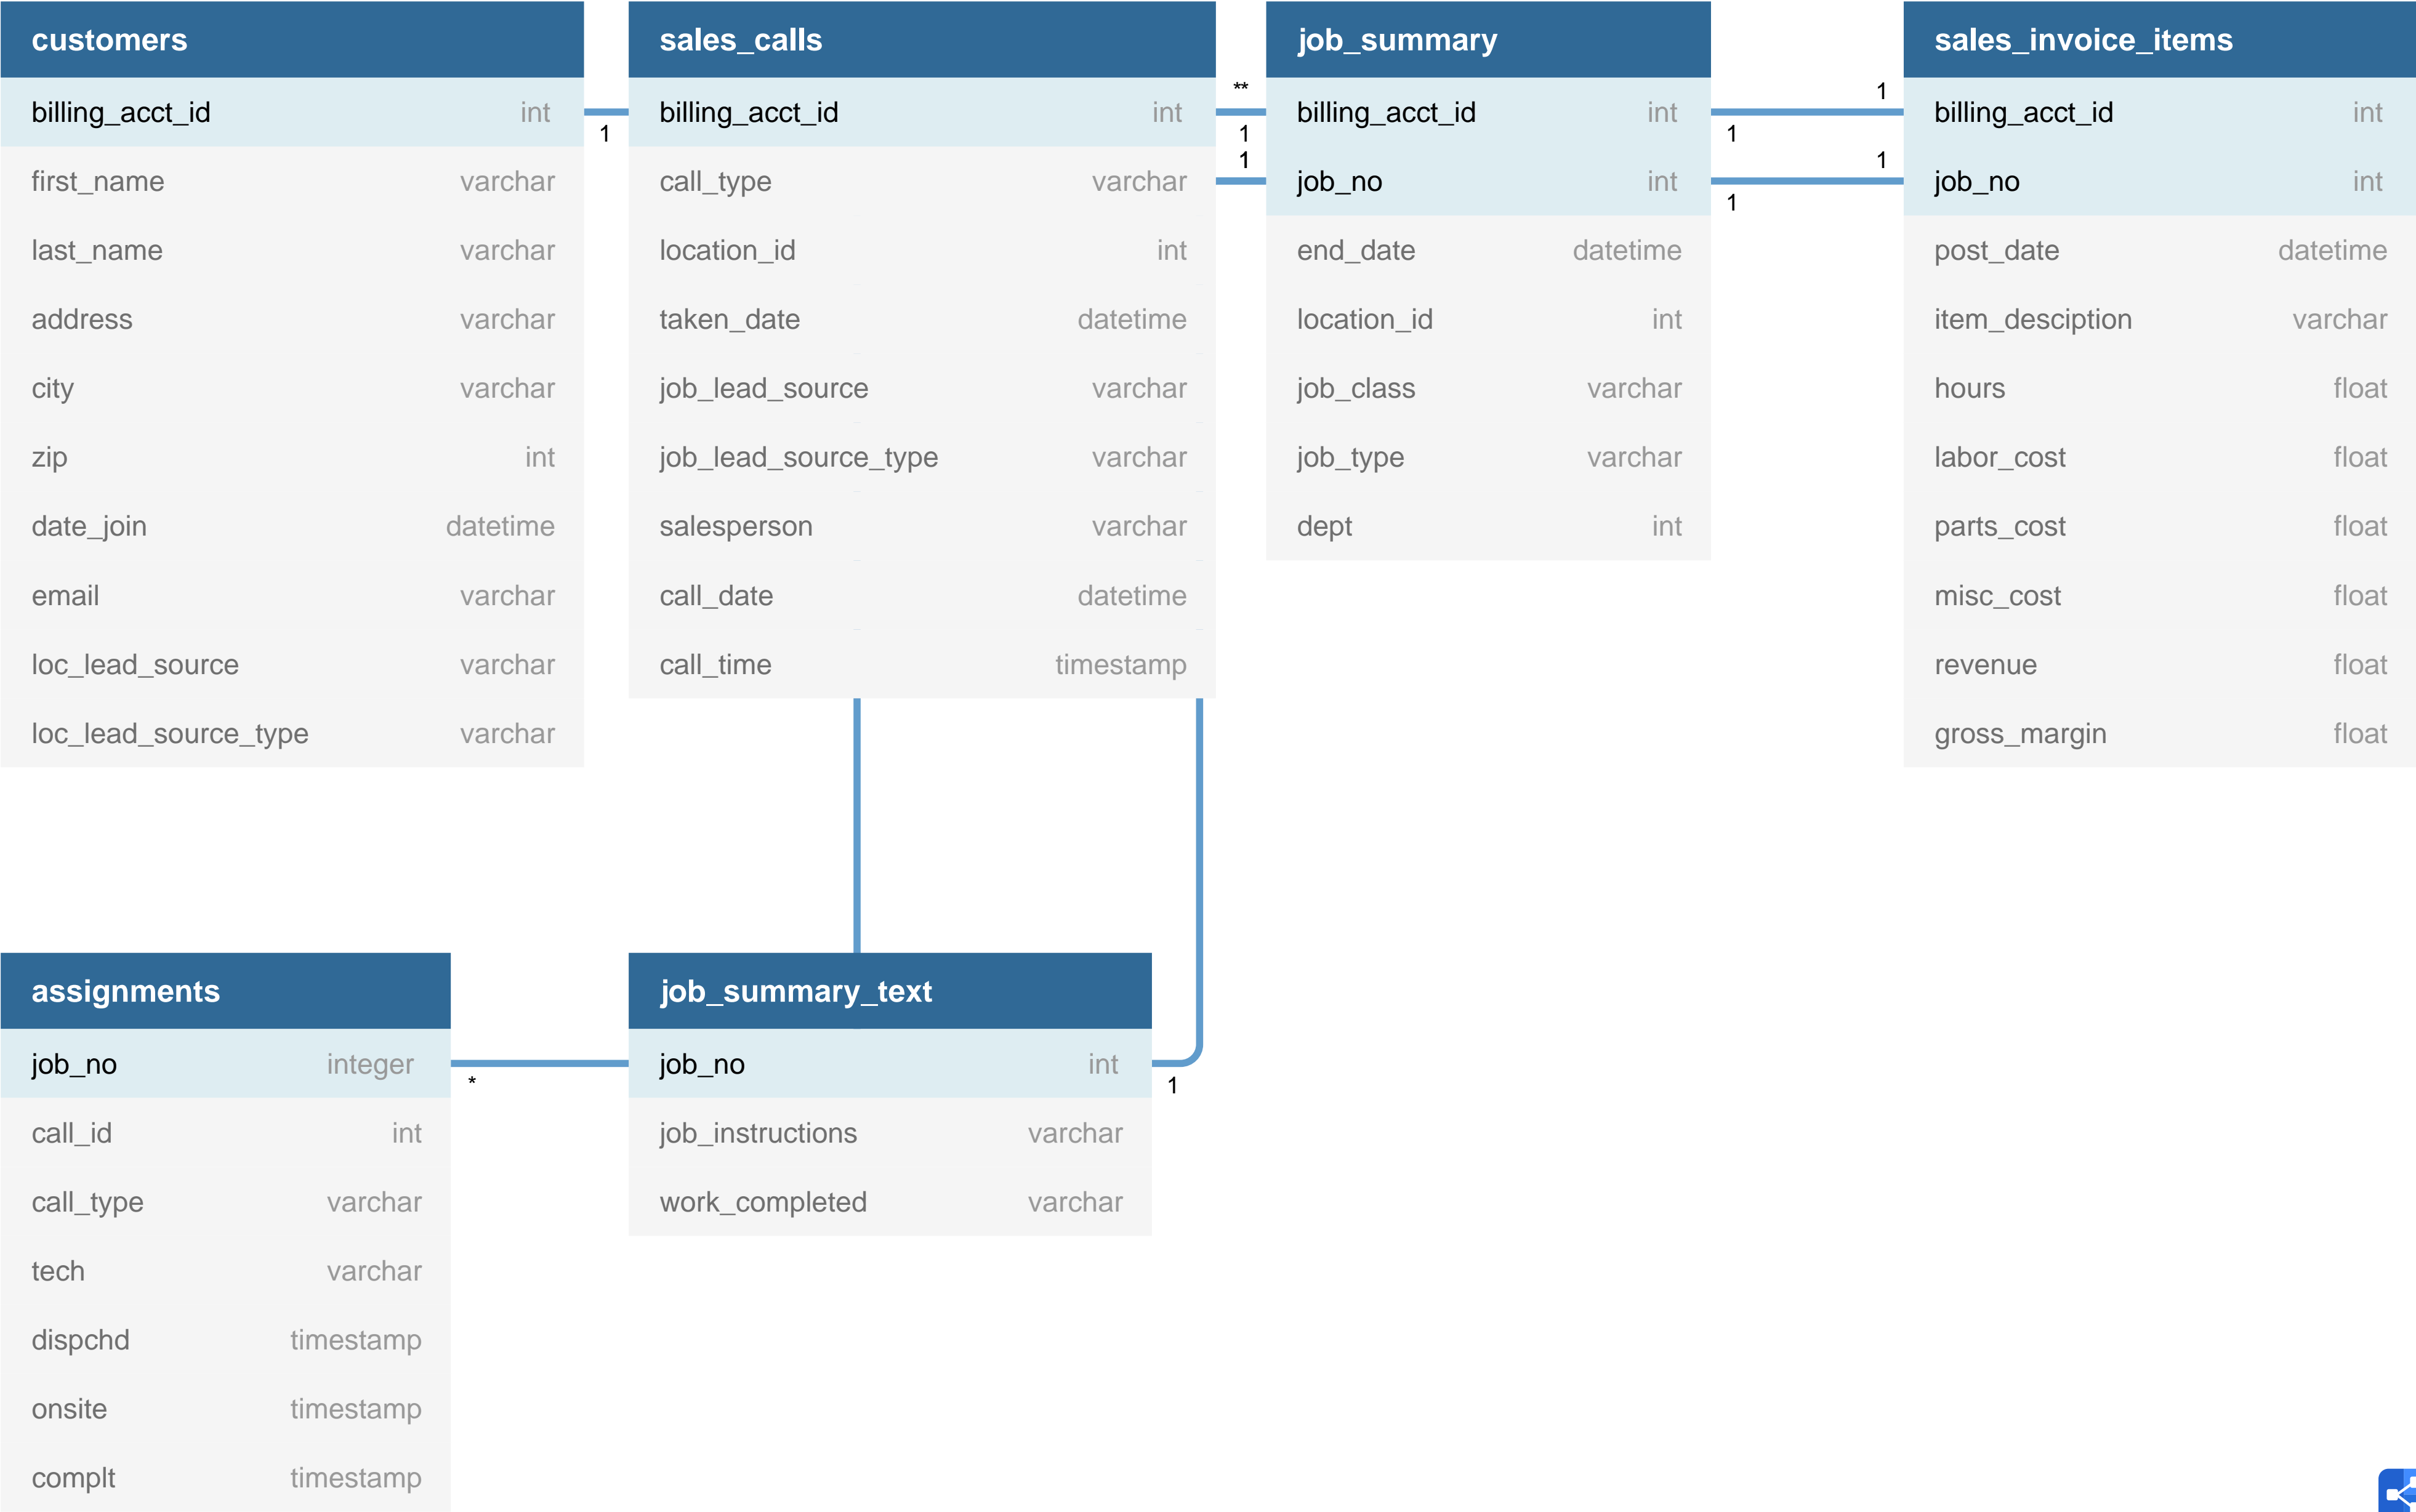 customers
billing_acct_id int
first_name varchar
last_name varchar
address varchar
city varchar
zip int
date_join datetime
email varchar
loc_lead_source varchar
loc_lead_source_type varchar
1
sales_calls
billing_acct_id int
call_type varchar
location_id int
taken_date datetime
job_lead_source varchar
job_lead_source_type varchar
salesperson varchar
call_date datetime
call_time timestamp
**
1
1
job_summary
billing_acct_id int
job_no int
end_date datetime
location_id int
job_class varchar
job_type varchar
dept int
1
1
1
1
sales_invoice_items
billing_acct_id int
job_no int
post_date datetime
item_desciption varchar
hours float
labor_cost float
parts_cost float
misc_cost float
revenue float
gross_margin float
assignments
job_no integer
call_id int
call_type varchar
tech varchar
dispchd timestamp
onsite timestamp
complt timestamp
*
job_summary_text
job_no int
job_instructions varchar
work_completed varchar
1